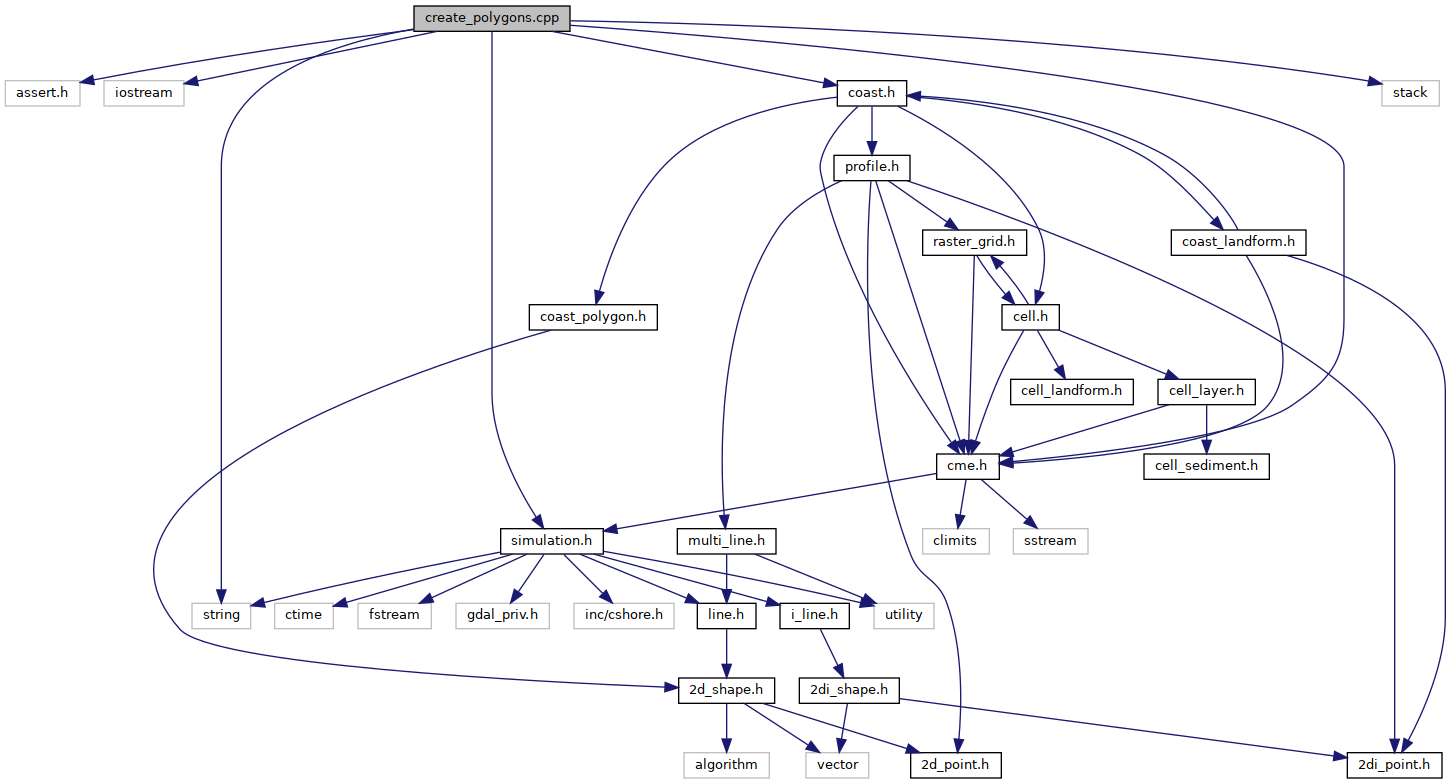 create_polygons.cpp
assert.h
iostream
coast.h
stack
profile.h
raster_grid.h
coast_landform.h
coast_polygon.h
cell.h
cell_landform.h
cell_layer.h
cme.h
cell_sediment.h
simulation.h
multi_line.h
climits
sstream
string
ctime
fstream
gdal_priv.h
inc/cshore.h
line.h
i_line.h
utility
2d_shape.h
2di_shape.h
algorithm
vector
2d_point.h
2di_point.h